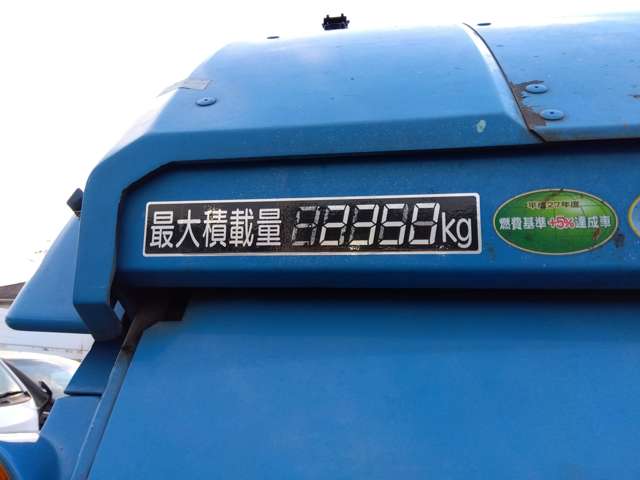 最大積載量 kg
平成27年度
燃費基準+5%達成車